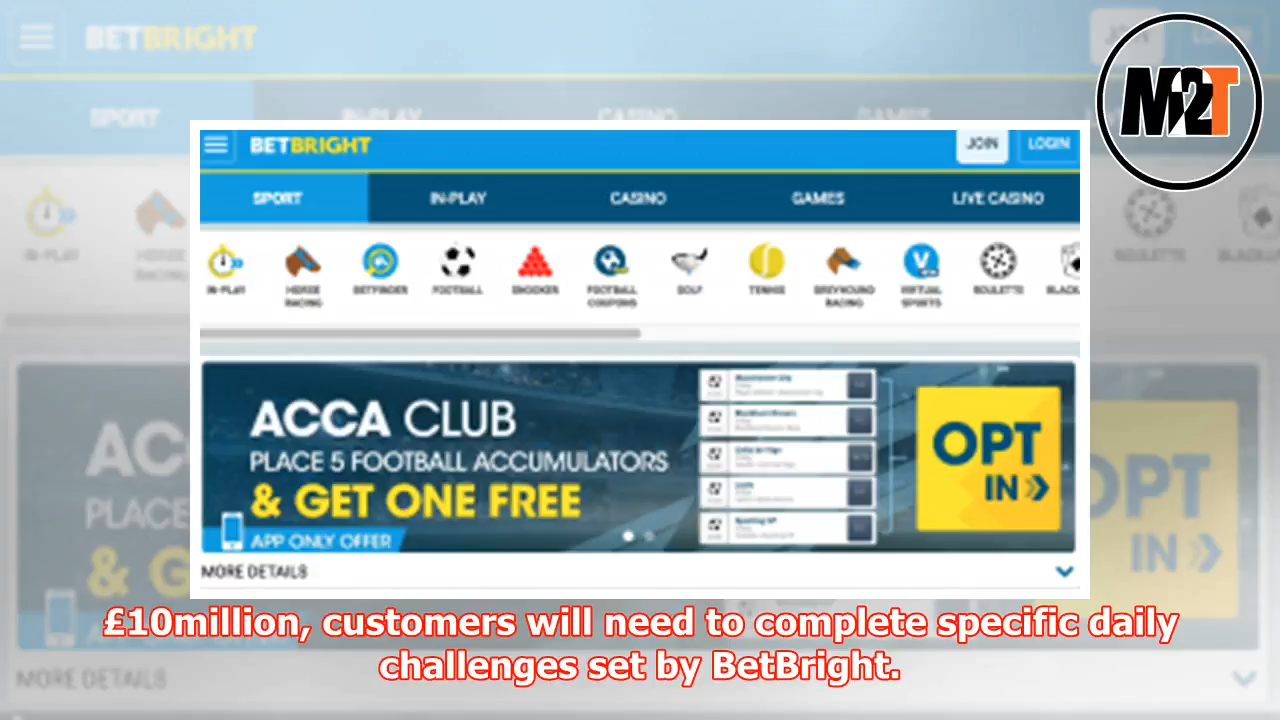 M2T
BETBRIGHT
JOIN
LOGIN
SPORT
IN-PLAY
CASINO
GAMES
LIVE CASINO
IN-PLAY
HORSE
RACING
BETFINDER
FOOTBALL
SNOOKER
FOOTBALL
COUPONS
GOLF
TENNIS
GREYHOUND
RACING
VIRTUAL
SPORTS
ROULETTE
ACCA CLUB
PLACE 5 FOOTBALL ACCUMULATORS
& GET ONE FREE
APP ONLY OFFER
OPT
IN
MORE DETAILS
£10million, customers will need to complete specific daily
challenges set by BetBright.